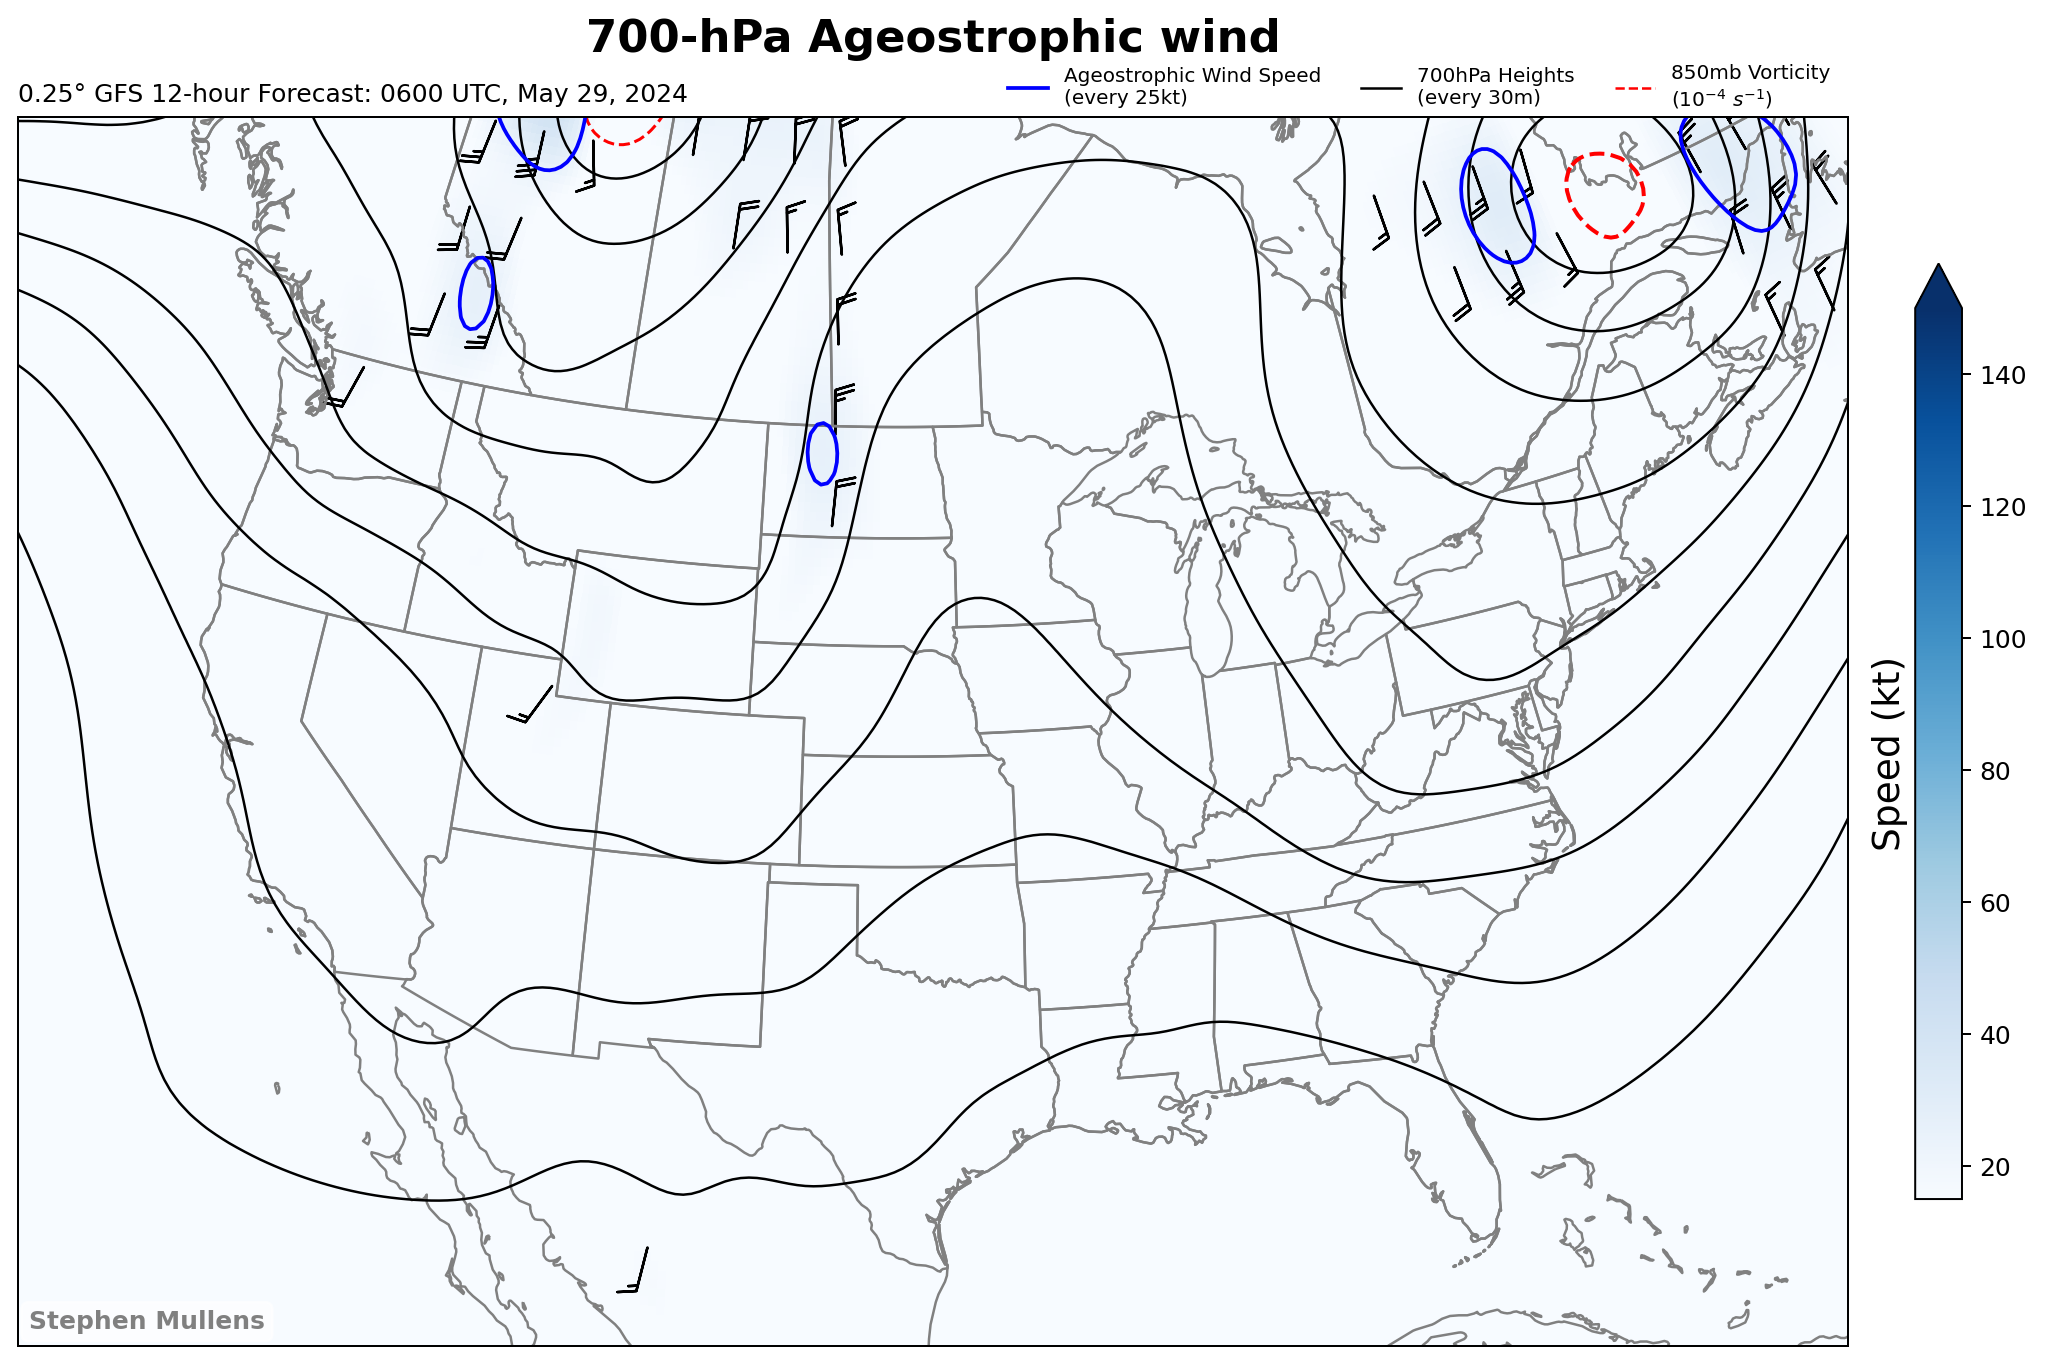 700-hPa Ageostrophic wind
0.25° GFS 12-hour Forecast: 0600 UTC, May 29, 2024
Ageostrophic Wind Speed
(every 25kt)
700hPa Heights
(every 30m)
850mb Vorticity
(10⁻⁴ s⁻¹)
140
120
100
80
60
40
20
Speed (kt)
Stephen Mullens